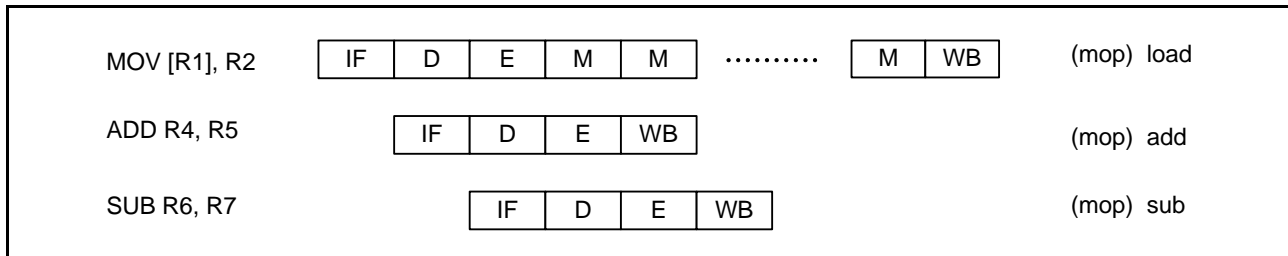 MOV [R1], R2 IF D E M M .......... M WB (mop) load
ADD R4, R5 IF D E WB (mop) add
SUB R6, R7 IF D E WB (mop) sub